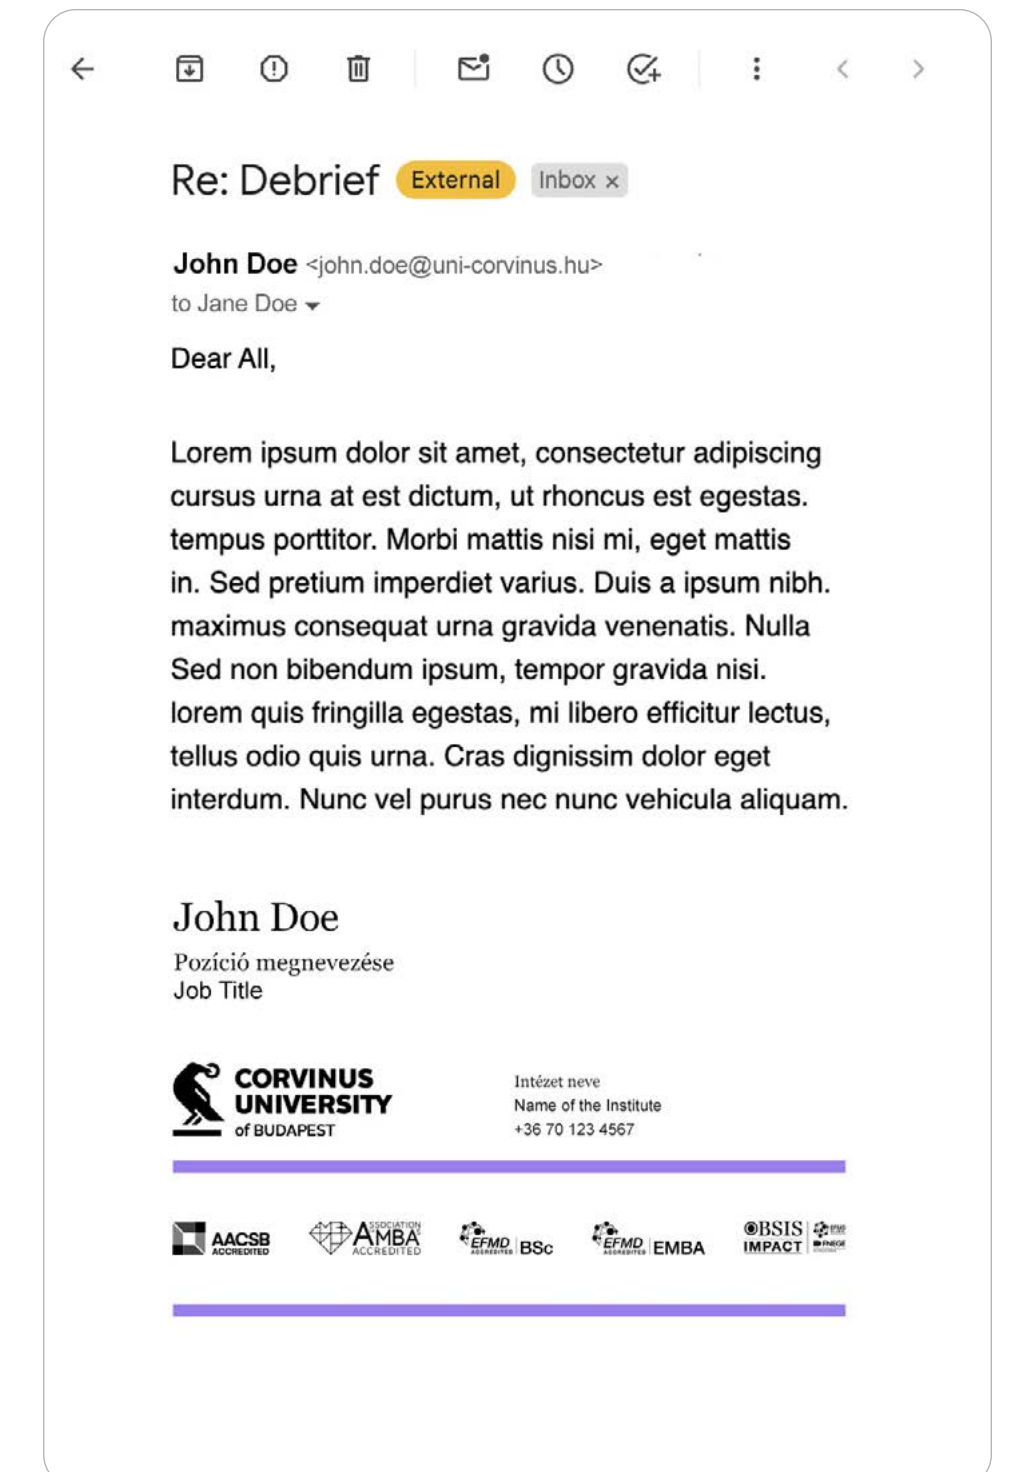 Re: Debrief External Inbox ×
John Doe <john.doe@uni-corvinus.hu>
to Jane Doe
Dear All,
Lorem ipsum dolor sit amet, consectetur adipiscing
cursus urna at est dictum, ut rhoncus est egestas.
tempus porttitor. Morbi mattis nisi mi, eget mattis
in. Sed pretium imperdiet varius. Duis a ipsum nibh.
maximus consequat urna gravida venenatis. Nulla
Sed non bibendum ipsum, tempor gravida nisi.
lorem quis fringilla egestas, mi libero efficitur lectus,
tellus odio quis urna. Cras dignissim dolor eget
interdum. Nunc vel purus nec nunc vehicula aliquam.
John Doe
Pozíció megnevezése
Job Title
CORVINUS
UNIVERSITY
of BUDAPEST
Intézet neve
Name of the Institute
+36 70 123 4567
AACSB
ACCREDITED
ASSOCIATION
AMBA
ACCREDITED
EFMD
ACCREDITED
BSc
EFMD
ACCREDITED
EMBA
BSIS
IMPACT
EFMD
FNEGE